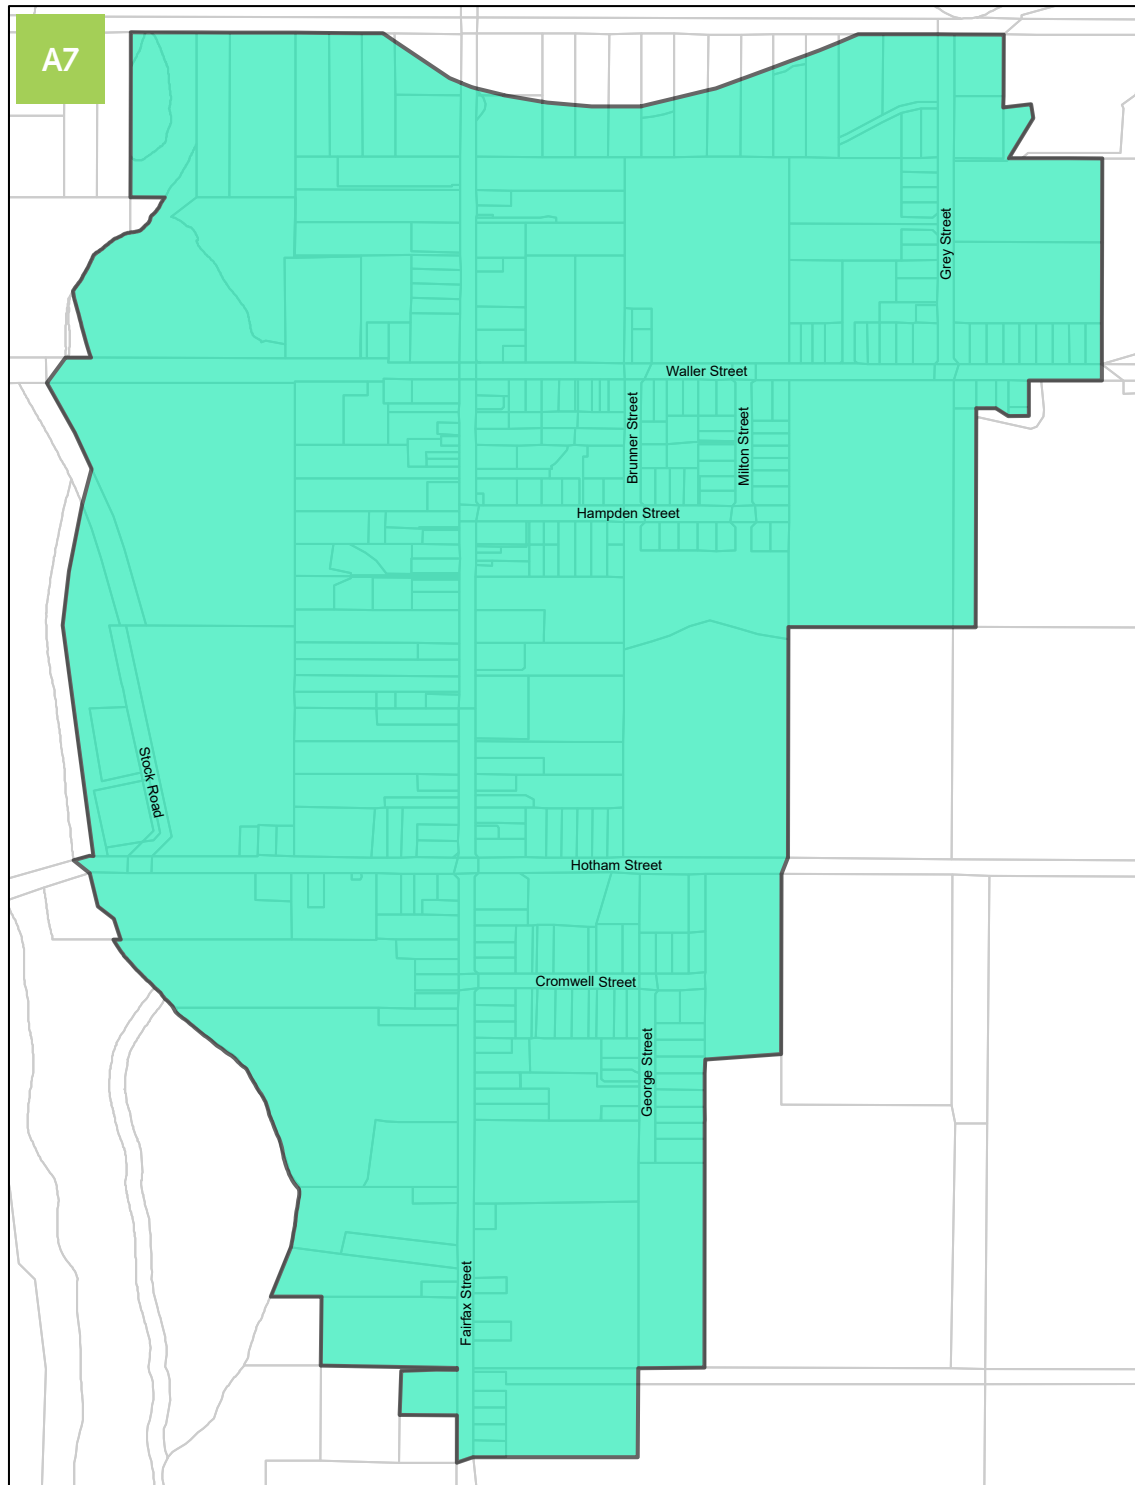 A7
Grey Street
Waller Street
Brunner Street
Milton Street
Hampden Street
Stock Road
Hotham Street
Cromwell Street
George Street
Fairfax Street